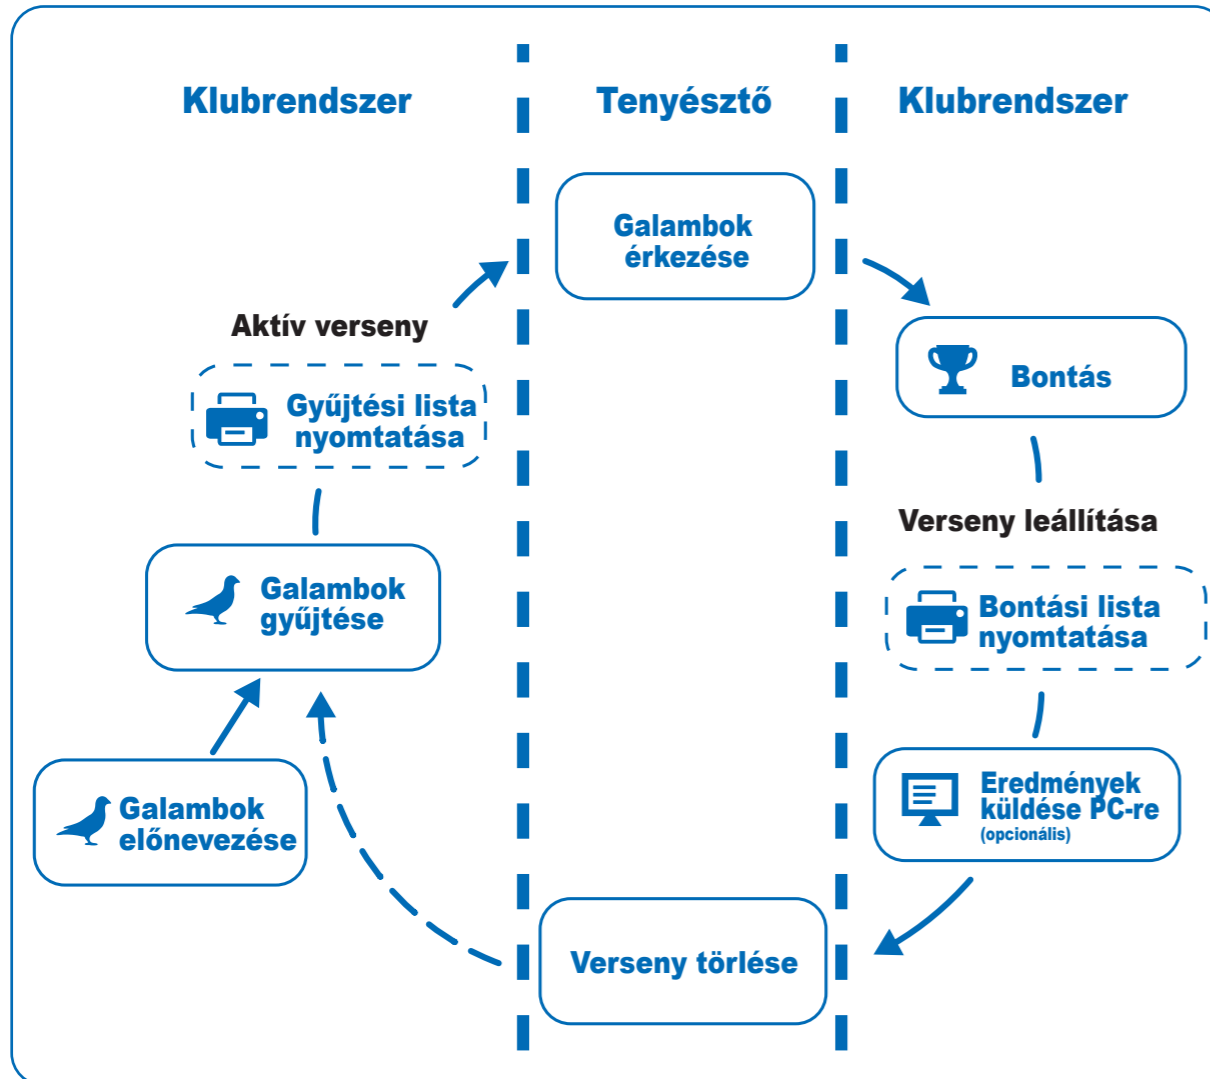 Klubrendszer
Tenyésztő
Klubrendszer
Galambok
érkezése
Aktív verseny
Gyűjtési lista
nyomtatása
Galambok
gyűjtése
Galambok
előnevezése
Bontás
Verseny leállítása
Bontási lista
nyomtatása
Eredmények
küldése PC-re
(opcionális)
Verseny törlése